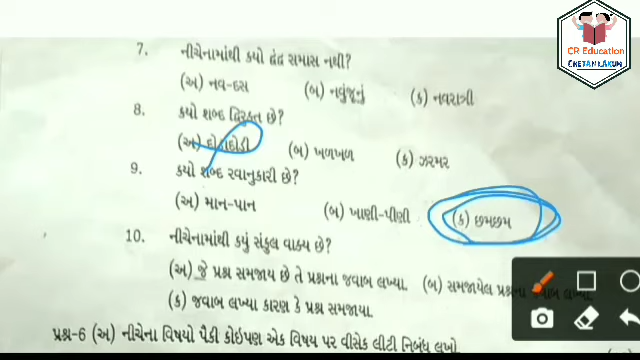 CR Education
CHETAN LAKUM
7. નીચેનામાંથી કયો દ્વંદ્વ સમાસ નથી?
(અ) નવ-દસ (બ) નવુંજૂનું (ક) નવરાત્રી
8. કયો શબ્દ દ્વિરુક્ત છે?
(અ) દોડાદોડી (બ) ખળખળ (ક) ઝરમર
9. કયો શબ્દ રવાનુકારી છે?
(અ) માન-પાન (બ) ખાણી-પીણી (ક) છમછમ
10. નીચેનામાંથી કયું સંકુલ વાક્ય છે?
(અ) જે પ્રશ્ન સમજાય છે તે પ્રશ્નના જવાબ લખ્યા. (બ) સમજાયેલ પ્રશ્નના જવાબ લખ્યા.
(ક) જવાબ લખ્યા કારણ કે પ્રશ્ન સમજાયા.
પ્રશ્ન-6 (અ) નીચેના વિષયો પૈકી કોઇપણ એક વિષય પર વીસેક લીટી નિબંધ લખો.